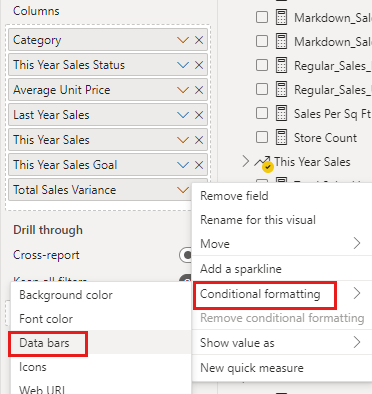 Columns
Category
This Year Sales Status
Average Unit Price
Last Year Sales
This Year Sales
This Year Sales Goal
Total Sales Variance
Drill through
Cross-report
Markdown_Sal
Markdown_Sal
Regular_Sales_
Regular_Sales_
Sales Per Sq Ft
Store Count
This Year Sales
Remove field
Rename for this visual
Move
Add a sparkline
Conditional formatting
Remove conditional formatting
Show value as
New quick measure
Background color
Font color
Data bars
Icons
Web URL